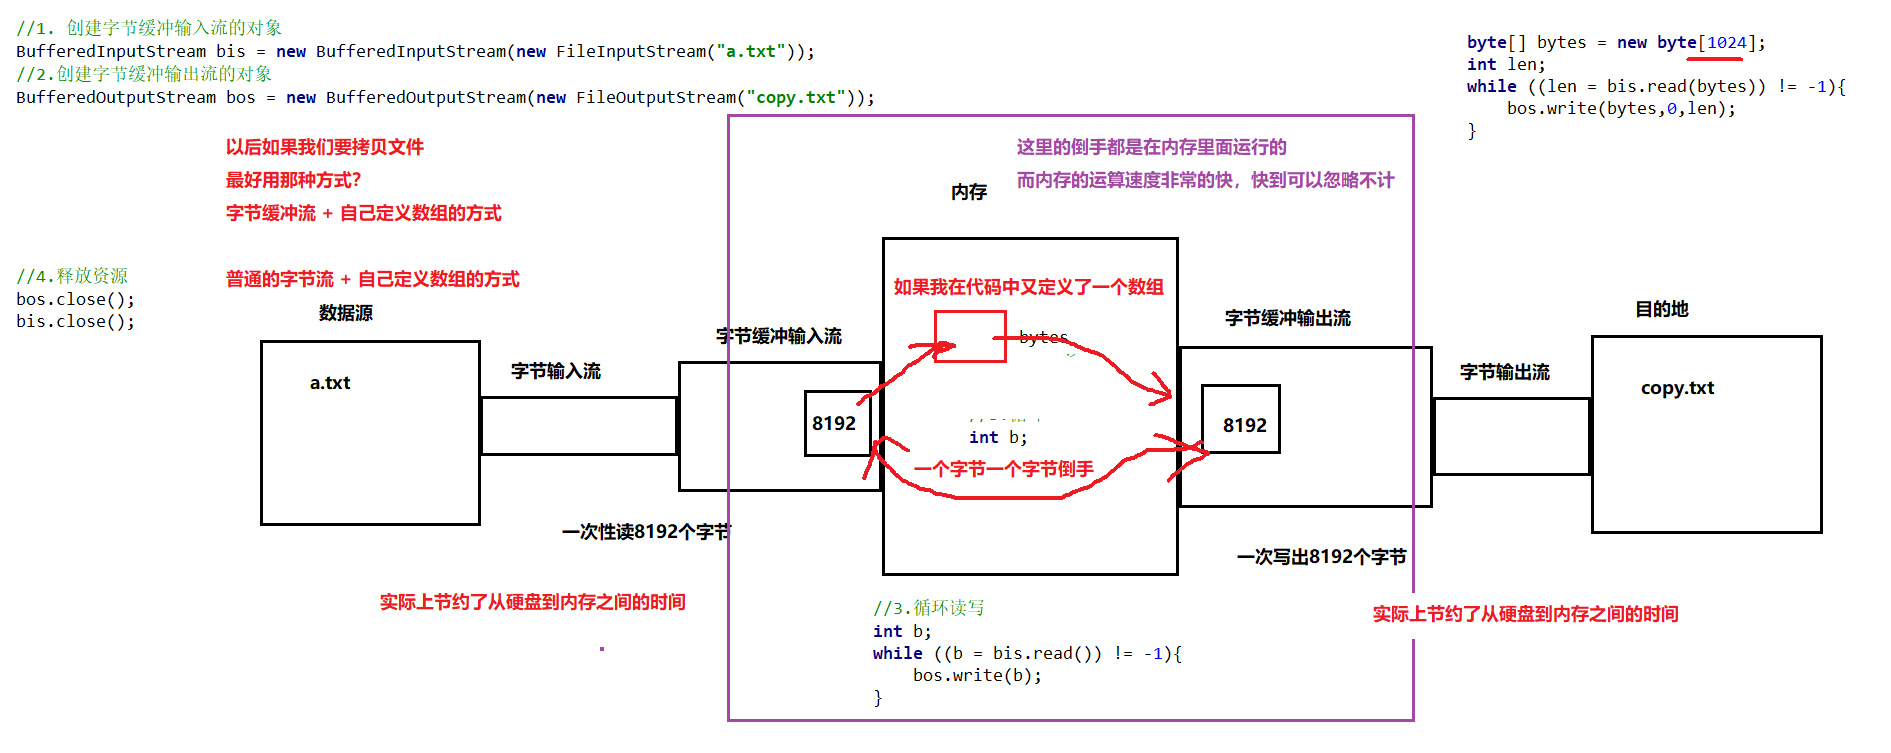 //1. 创建字节缓冲输入流的对象
BufferedInputStream bis = new BufferedInputStream(new FileInputStream("a.txt"));
//2.创建字节缓冲输出流的对象
BufferedOutputStream bos = new BufferedOutputStream(new FileOutputStream("copy.txt"));
byte[] bytes = new byte[1024];
int len;
while ((len = bis.read(bytes)) != -1){
bos.write(bytes,0,len);
}
以后如果我们要拷贝文件
最好用那种方式?
字节缓冲流 + 自己定义数组的方式
普通的字节流 + 自己定义数组的方式
这里的倒手都是在内存里面运行的
而内存的运算速度非常的快，快到可以忽略不计
内存
//4.释放资源
bos.close();
bis.close();
数据源
a.txt
字节输入流
字节缓冲输入流
8192
一次性读8192个字节
实际上节约了从硬盘到内存之间的时间
如果我在代码中又定义了一个数组
bytes
int b;
一个字节一个字节倒手
字节缓冲输出流
8192
一次写出8192个字节
字节输出流
目的地
copy.txt
实际上节约了从硬盘到内存之间的时间
//3.循环读写
int b;
while ((b = bis.read()) != -1){
bos.write(b);
}